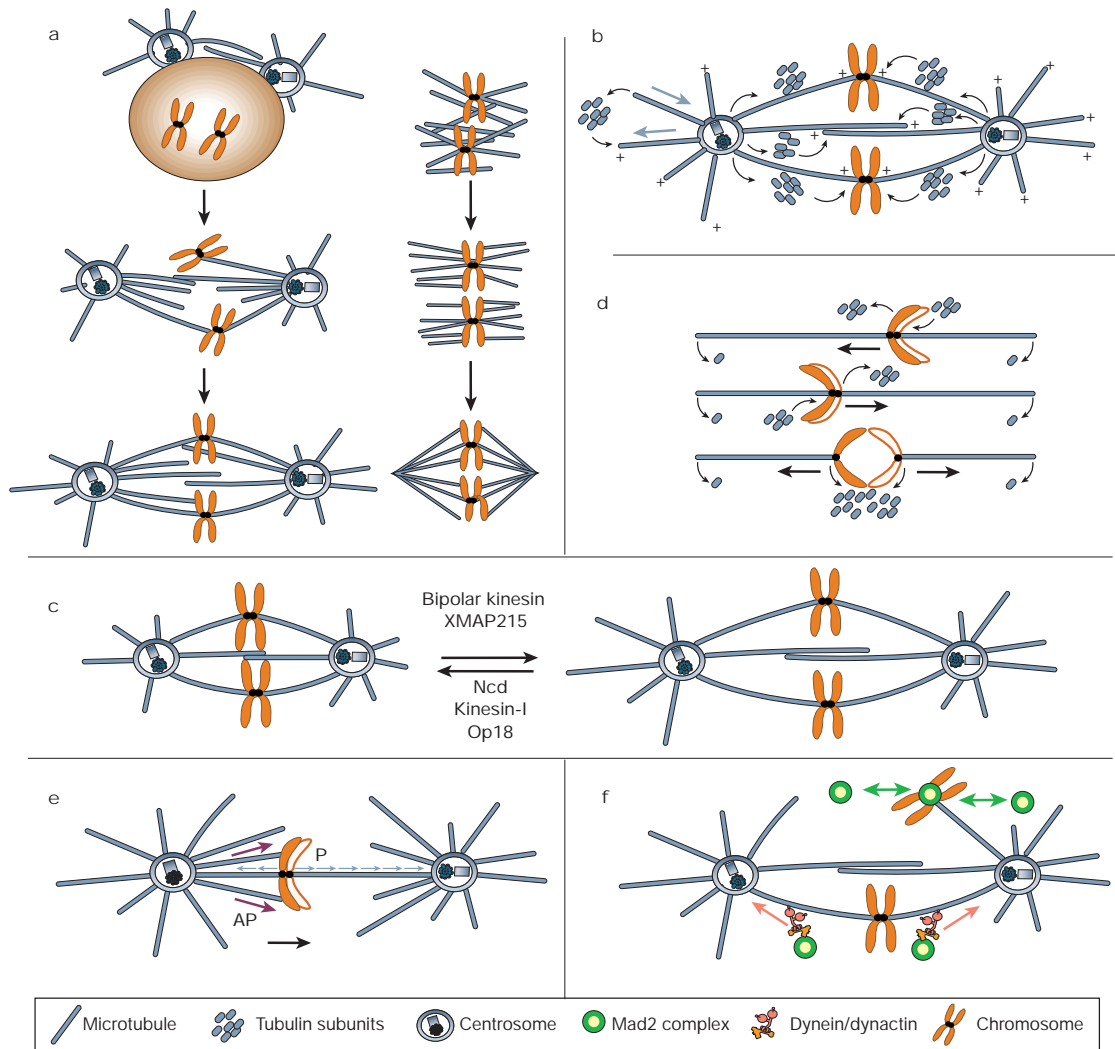 a
b
+ + + + + + + + + + + + + + + + + +
d
c
Bipolar kinesin
XMAP215
Ncd
Kinesin-I
Op18
e
P
AP
f
Microtubule Tubulin subunits Centrosome Mad2 complex Dynein/dynactin Chromosome